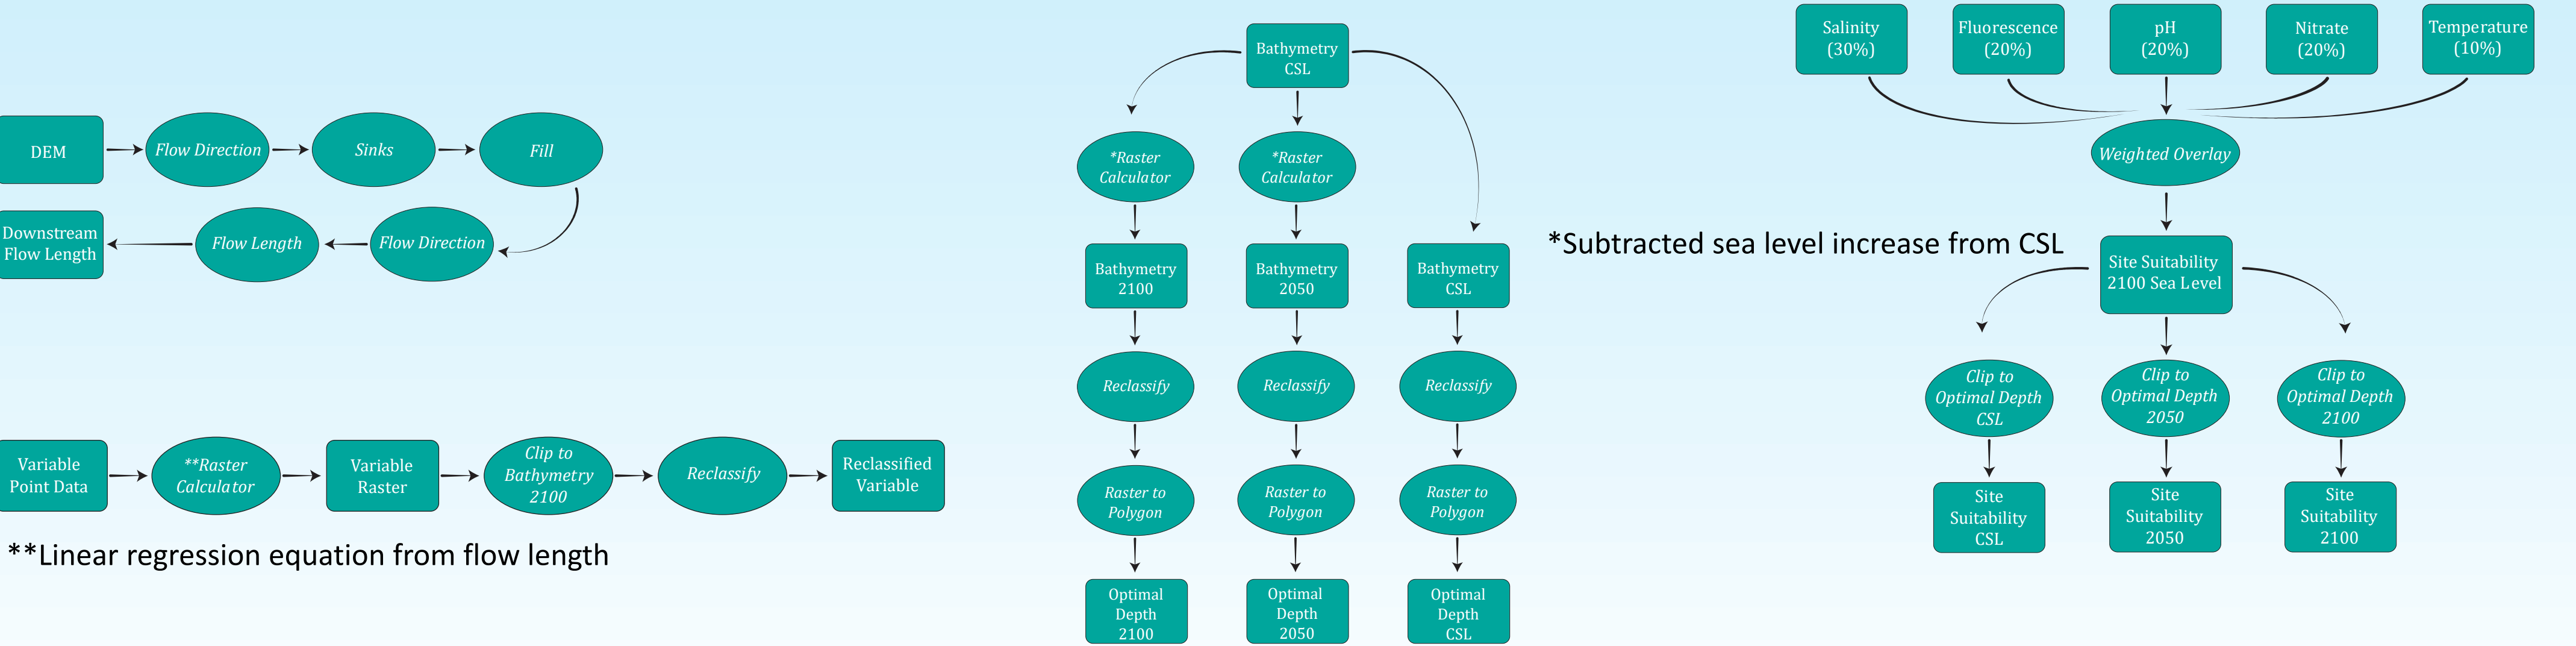 DEM
Flow Direction
Sinks
Fill
Downstream
Flow Length
Flow Length
Flow Direction
Variable
Point Data
**Raster
Calculator
Variable
Raster
Clip to
Bathymetry
2100
Reclassify
Reclassified
Variable
**Linear regression equation from flow length
Bathymetry
CSL
*Raster
Calculator
*Raster
Calculator
Bathymetry
2100
Bathymetry
2050
Bathymetry
CSL
Reclassify
Reclassify
Reclassify
Raster to
Polygon
Raster to
Polygon
Raster to
Polygon
Optimal
Depth
2100
Optimal
Depth
2050
Optimal
Depth
CSL
*Subtracted sea level increase from CSL
Salinity
(30%)
Fluorescence
(20%)
pH
(20%)
Nitrate
(20%)
Temperature
(10%)
Weighted Overlay
Site Suitability
2100 Sea Level
Clip to
Optimal Depth
CSL
Clip to
Optimal Depth
2050
Clip to
Optimal Depth
2100
Site
Suitability
CSL
Site
Suitability
2050
Site
Suitability
2100